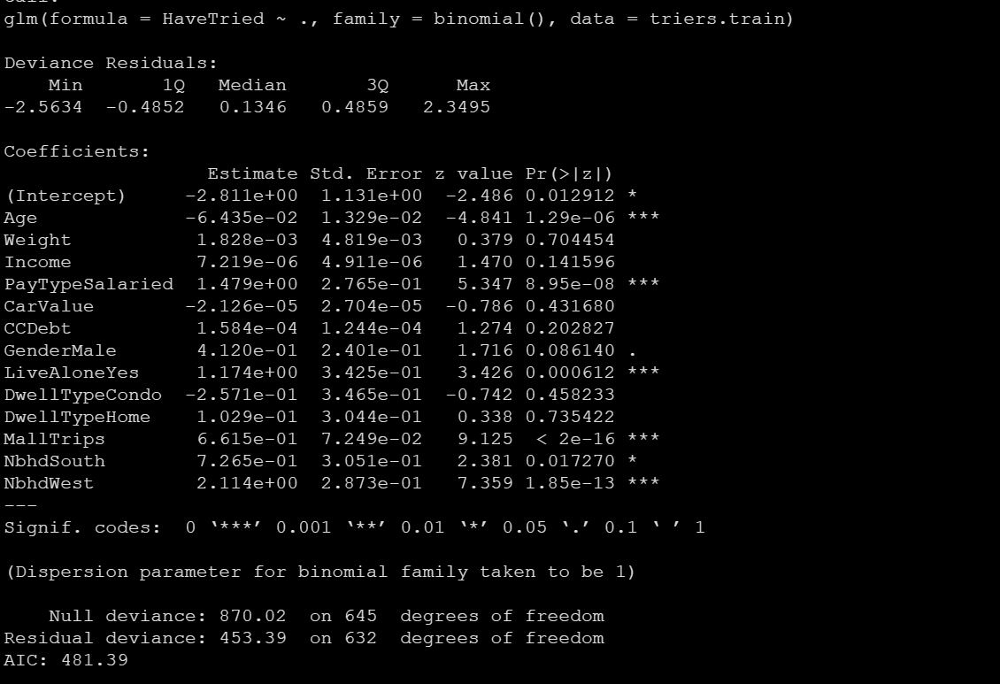 glm(formula = HaveTried ~ ., family = binomial(), data = triers.train)

Deviance Residuals:
    Min       1Q   Median       3Q      Max
-2.5634  -0.4852   0.1346   0.4859   2.3495

Coefficients:
                  Estimate Std. Error z value Pr(>|z|)
(Intercept)     -2.811e+00  1.131e+00  -2.486 0.012912 *
Age             -6.435e-02  1.329e-02  -4.841 1.29e-06 ***
Weight           1.828e-03  4.819e-03   0.379 0.704454
Income           7.219e-06  4.911e-06   1.470 0.141596
PayTypeSalaried  1.479e+00  2.765e-01   5.347 8.95e-08 ***
CarValue        -2.126e-05  2.704e-05  -0.786 0.431680
CCDebt           1.584e-04  1.244e-04   1.274 0.202827
GenderMale       4.120e-01  2.401e-01   1.716 0.086140 .
LiveAloneYes     1.174e+00  3.425e-01   3.426 0.000612 ***
DwellTypeCondo  -2.571e-01  3.465e-01  -0.742 0.458233
DwellTypeHome    1.029e-01  3.044e-01   0.338 0.735422
MallTrips        6.615e-01  7.249e-02   9.125  < 2e-16 ***
NbhdSouth        7.265e-01  3.051e-01   2.381 0.017270 *
NbhdWest         2.114e+00  2.873e-01   7.359 1.85e-13 ***
---
Signif. codes:  0 ‘***’ 0.001 ‘**’ 0.01 ‘*’ 0.05 ‘.’ 0.1 ‘ ’ 1

(Dispersion parameter for binomial family taken to be 1)

    Null deviance: 870.02  on 645  degrees of freedom
Residual deviance: 453.39  on 632  degrees of freedom
AIC: 481.39